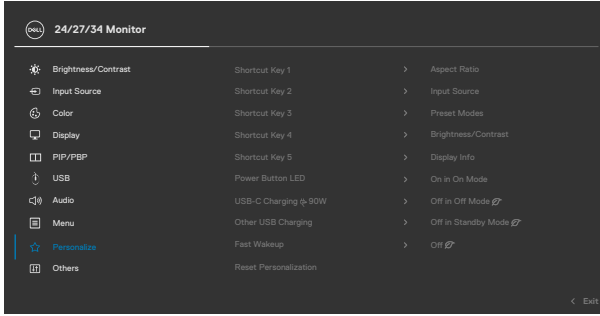 DELL 24/27/34 Monitor
Brightness/Contrast Shortcut Key 1 > Aspect Ratio
Input Source Shortcut Key 2 > Input Source
Color Shortcut Key 3 > Preset Modes
Display Shortcut Key 4 > Brightness/Contrast
PIP/PBP Shortcut Key 5 > Display Info
USB Power Button LED > On in On Mode
Audio USB-C Charging 90W > Off in Off Mode
Menu Other USB Charging > Off in Standby Mode
Personalize Fast Wakeup > Off
Others Reset Personalization
< Exit